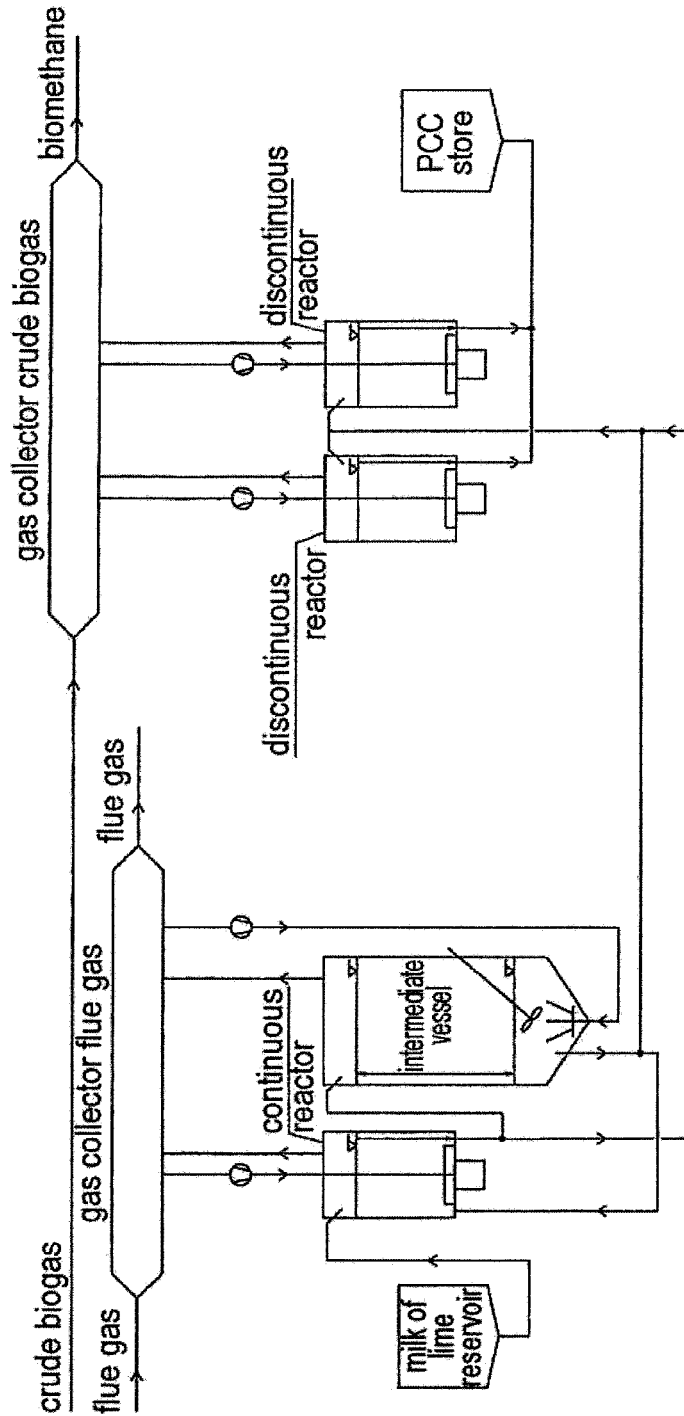 crude biogas
flue gas
gas collector flue gas
flue gas
gas collector crude biogas
biomethane
milk of
lime
reservoir
continuous
reactor
intermediate
vessel
discontinuous
reactor
discontinuous
reactor
PCC
store